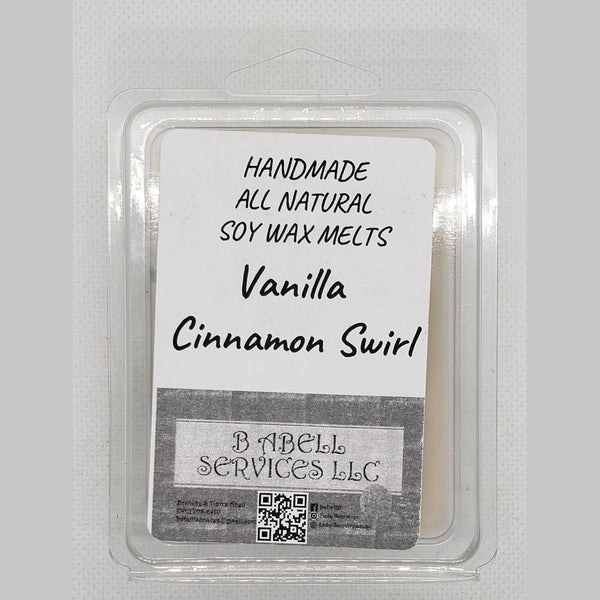 HANDMADE
ALL NATURAL
SOY WAX MELTS
Vanilla
Cinnamon Swirl
B ABELL
SERVICES LLC